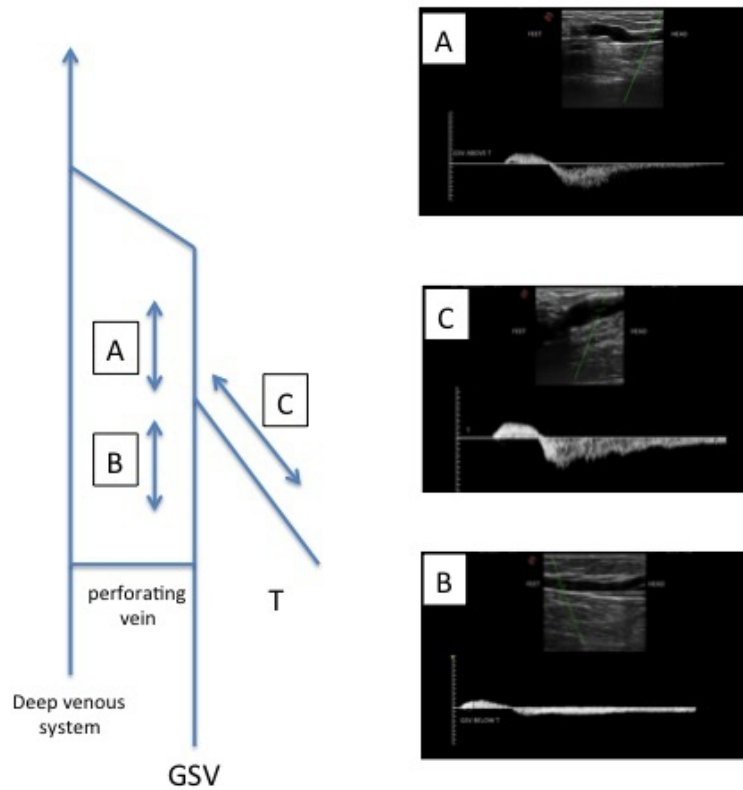 A
B
C
perforating
vein
T
Deep venous
system
GSV
A
FEET
HEAD
GSV ABOVE T
C
FEET
HEAD
T
B
FEET
HEAD
GSV BELOW T